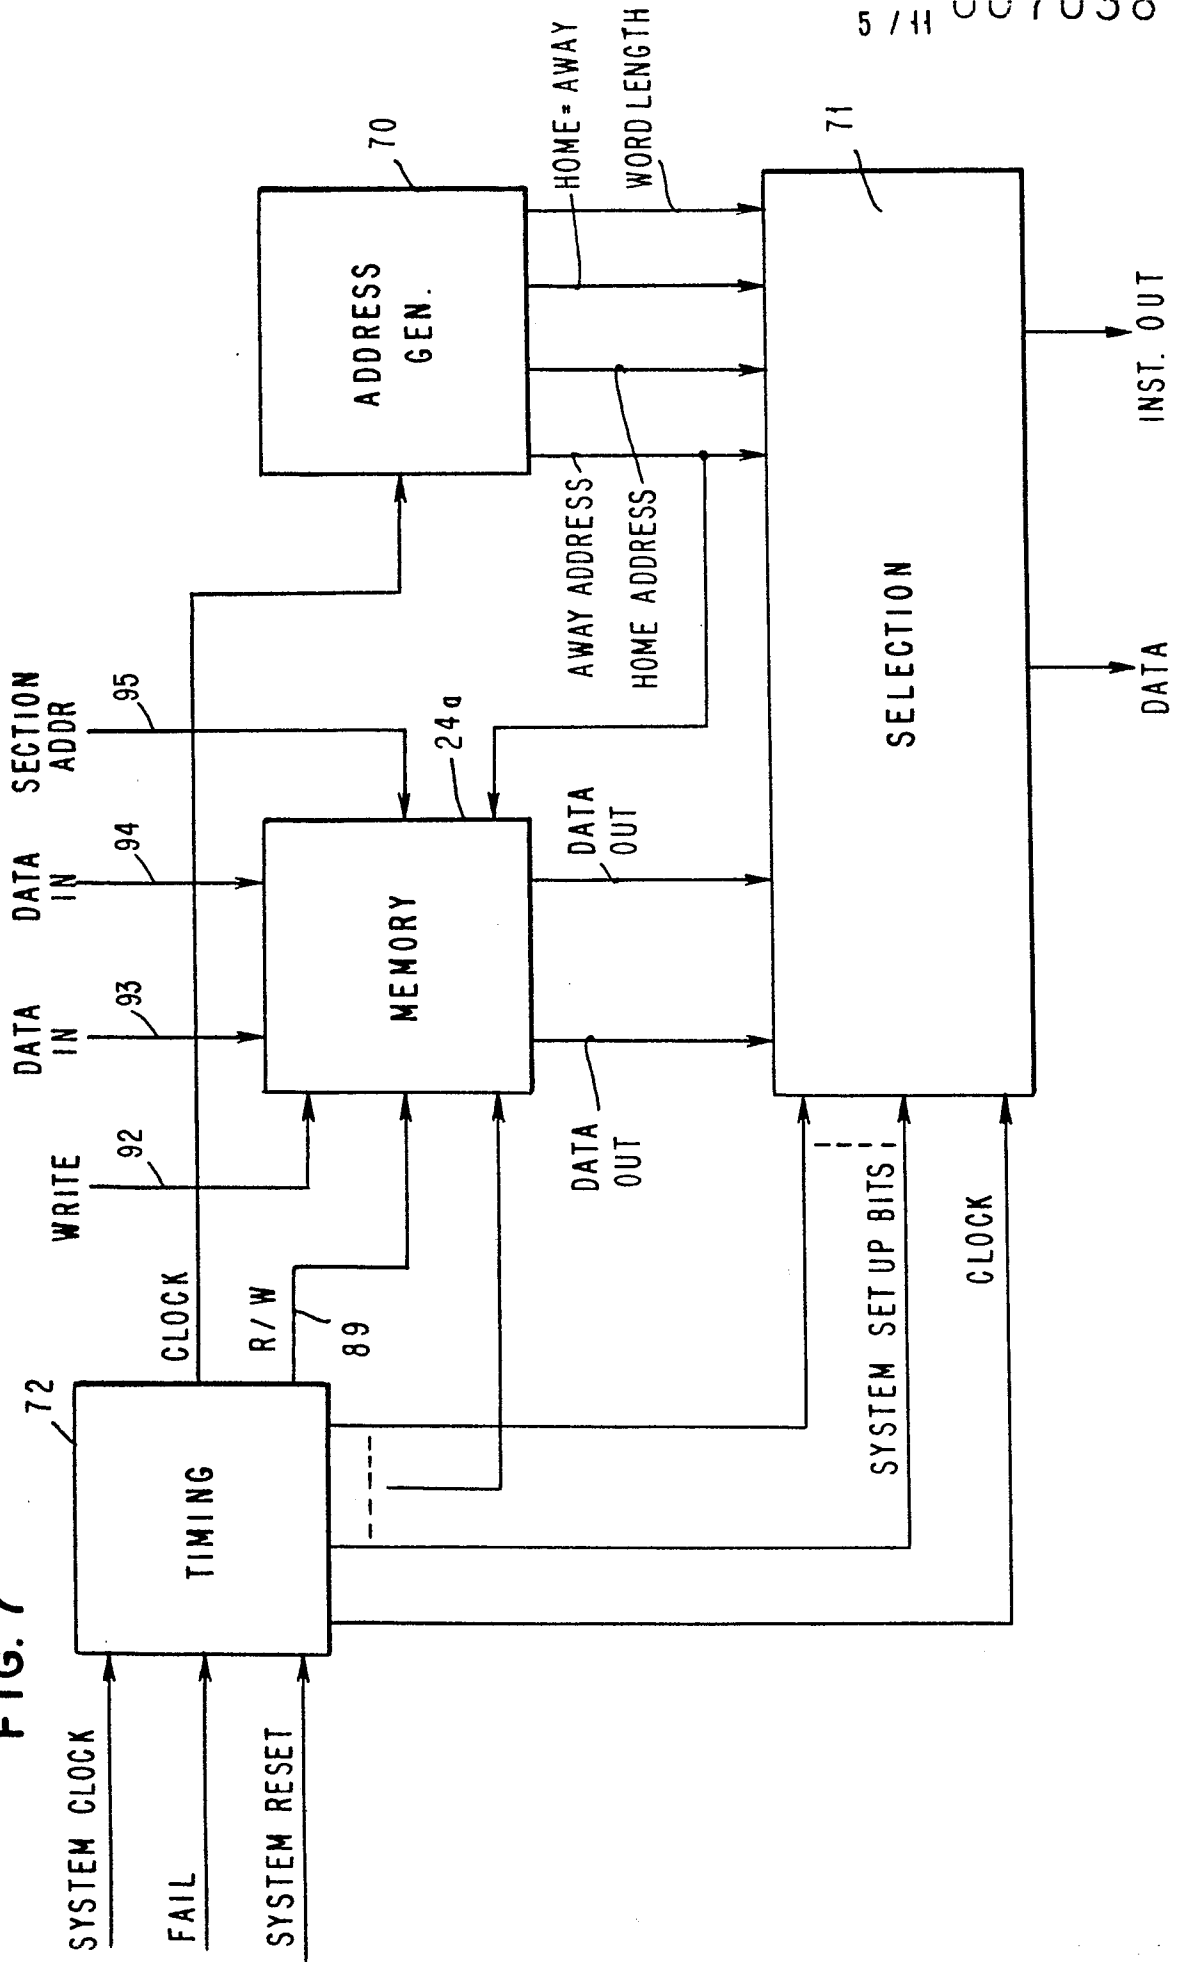 5 / 11
FIG. 7
SYSTEM CLOCK
FAIL
SYSTEM RESET
72
TIMING
CLOCK
R/W
89
WRITE
92
DATA
IN
93
DATA
IN
94
SECTION
ADDR
95
MEMORY
24a
DATA
OUT
DATA
OUT
ADDRESS
GEN.
70
AWAY ADDRESS
HOME ADDRESS
HOME = AWAY
WORD LENGTH
SYSTEM SET UP BITS
CLOCK
SELECTION
71
DATA
INST. OUT